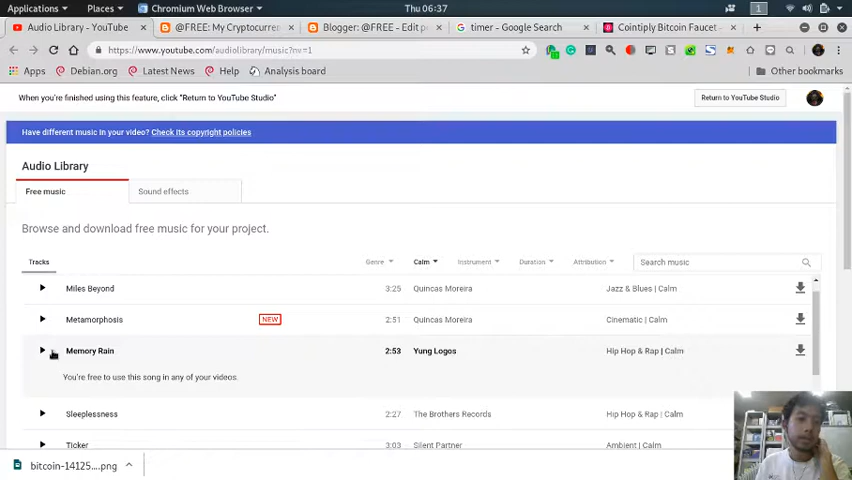 Applications Places Chromium Web Browser Thu 06:37 1
Audio Library - YouTube @FREE: My Cryptocurr Blogger: @FREE - Edit p timer - Google Search Cointiply Bitcoin Faucet
https://www.youtube.com/audiolibrary/music?nv=1
Apps Debian.org Latest News Help Analysis board Other bookmarks
When you're finished using this feature, click "Return to YouTube Studio" Return to YouTube Studio
Have different music in your video? Check its copyright policies
Audio Library
Free music Sound effects
Browse and download free music for your project.
Tracks Genre Calm Instrument Duration Attribution Search music
Miles Beyond 3:25 Quincas Moreira Jazz & Blues | Calm
Metamorphosis NEW 2:51 Quincas Moreira Cinematic | Calm
Memory Rain 2:53 Yung Logos Hip Hop & Rap | Calm
You're free to use this song in any of your videos.
Sleeplessness 2:27 The Brothers Records Hip Hop & Rap | Calm
Ticker 3:03 Silent Partner Ambient | Calm
bitcoin-14125....png